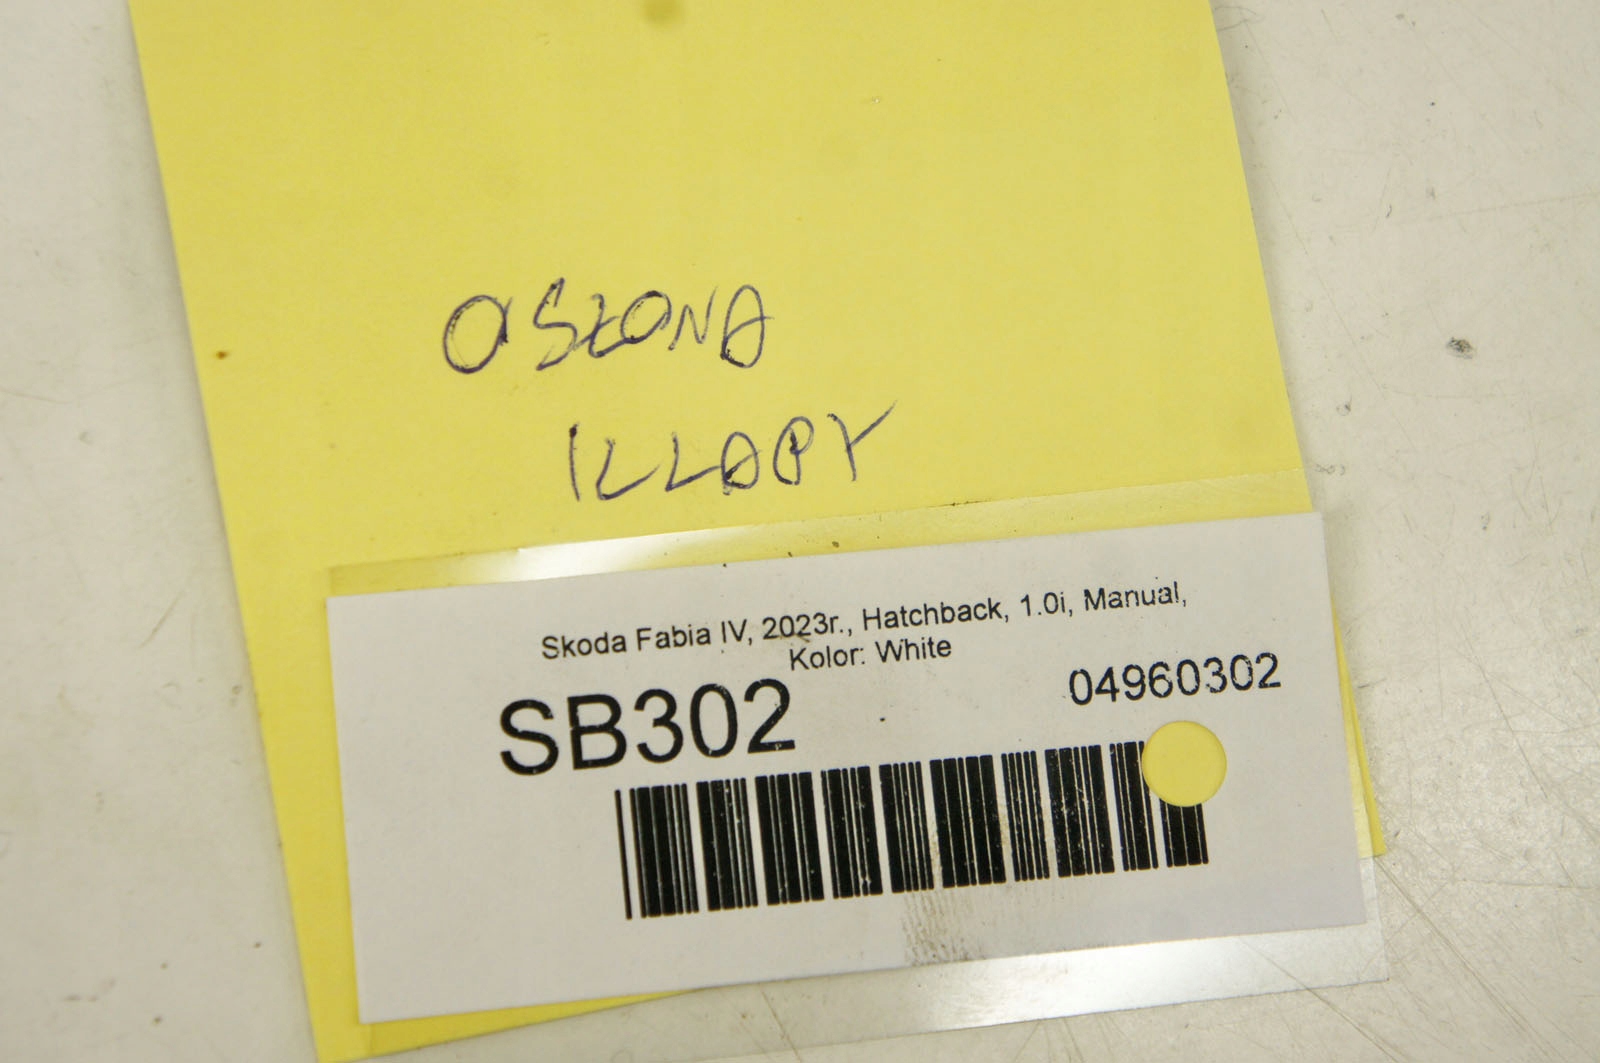 OSŁONA
Skoda Fabia IV, 2023r., Hatchback, 1.0i, Manual,
Kolor: White
SB302
04960302